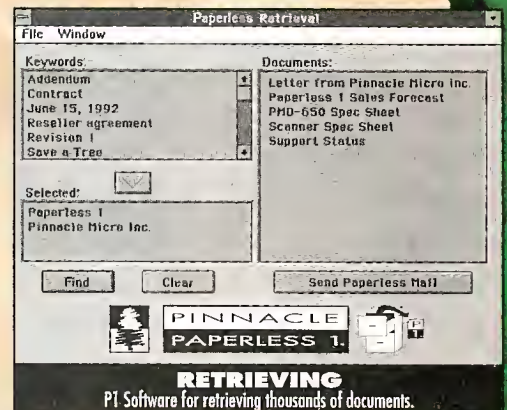 Paperless Retrieval
File Window
Keywords:
Addendum
Contract
June 15, 1992
Reseller agreement
Revision 1
Save a Tree
Selected:
Paperless 1
Pinnacle Micro Inc.
Documents:
Letter from Pinnacle Micro Inc.
Paperless 1 Sales Forecast
PMO-650 Spec Sheet
Scanner Spec Sheet
Support Status
Find Clear Send Paperless Mail
PINNACLE
PAPERLESS 1.
P1
RETRIEVING
P1 Software for retrieving thousands of documents.